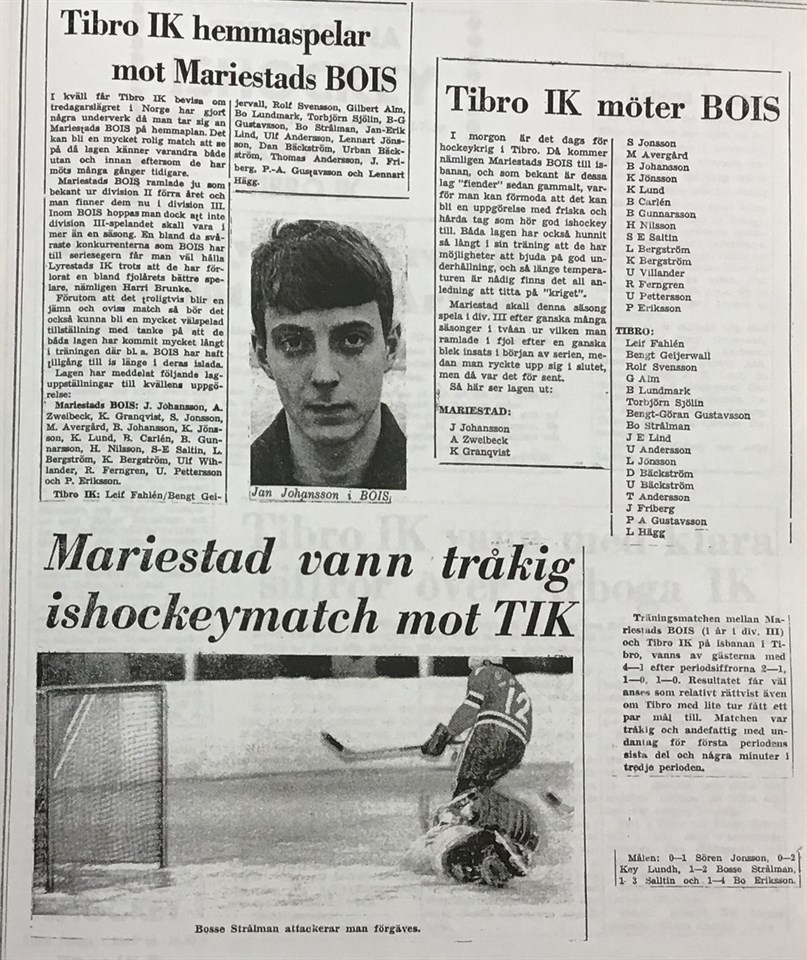 Tibro IK hemmaspelar
mot Mariestads BOIS
I kväll får Tibro IK bevisa om
tredagarslägret i Norge har gjort
några underverk då man tar sig an
Mariestads BOIS på hemmaplan. Det
kan bli en mycket rolig match att se
på då lagen känner varandra både
utan och innan eftersom de har
möts många gånger tidigare.
Mariestads BOIS ramlade ju som
bekant ur division II förra året och
man finner dem nu i division III.
Inom BOIS hoppas man dock att inte
division III-spelandet skall vara i
mer än en säsong. En bland da svå-
raste konkurrenterna som BOIS har
till seriesegern får man väl hålla
Lyrestads IK trots att de har för-
lorat en bland fjolårets bättre spe-
lare, nämligen Harri Brunke.
Förutom att det troligtvis blir en
jämn och oviss match så bör det
också kunna bli en mycket välspelad
tillställning med tanke på att de
båda lagen har kommit mycket långt
i träningen där bl. a. BOIS har haft
tillgång till is länge i deras islada.
Lagen har meddelat följande lag-
uppställningar till kvällens uppgö-
relse:
Mariestads BOIS: J. Johansson, A.
Zweibeck, K. Granqvist, S. Jonsson,
M. Avergård, B. Johansson, K. Jöns-
son, K. Lund, B. Carlén, B. Gun-
narsson, H. Nilsson, S-E Saltin, L.
Bergström, K. Bergström, Ulf Wih-
lander, R. Ferngren, U. Pettersson
och P. Eriksson.
Tibro IK: Leif Fahlén/Bengt Gei-
jervall, Rolf Svensson, Gilbert Alm,
Bo Lundmark, Torbjörn Sjölin, B-G
Gustavsson, Bo Strålman, Jan-Erik
Lind, Ulf Andersson, Lennart Jöns-
son, Dan Bäckström, Urban Bäck-
ström, Thomas Andersson, J. Fri-
berg, P.-A. Gustavsson och Lennart
Hägg.
Jan Johansson i BOIS
Tibro IK möter BOIS
I morgon är det dags för
hockeykrig i Tibro. Då kommer
nämligen Mariestads BOIS till is-
banan, och som bekant är dessa
lag "fiender" sedan gammalt, var-
för man kan förmoda att det kan
bli en uppgörelse med friska och
hårda tag som hör god ishockey
till. Båda lagen har också hunnit
så långt i sin träning att de har
möjligheter att bjuda på god un-
derhållning, och så länge tempera-
turen är nådig finns det all an-
ledning att titta på "kriget".
Mariestad skall denna säsong
spela i div. III efter ganska många
säsonger i tvåan ur vilken man
ramlade i fjol efter en ganska
blek insats i början av serien, me-
dan man ryckte upp sig i slutet,
men då var det för sent.
Så här ser lagen ut:
MARIESTAD:
J Johansson
A Zweibeck
K Granqvist
S Jonsson
M Avergård
B Johansson
K Jönsson
K Lund
B Carlén
B Gunnarsson
H Nilsson
S E Saltin
L Bergström
K Bergström
U Villander
R Ferngren
U Pettersson
P Eriksson
TIBRO:
Leif Fahlén
Bengt Geijerwall
Rolf Svensson
G Alm
B Lundmark
Torbjörn Sjölin
Bengt-Göran Gustavsson
Bo Strålman
J E Lind
U Andersson
L Jönsson
D Bäckström
U Bäckström
T Andersson
J Friberg
P A Gustavsson
L Hägg
Mariestad vann tråkig
ishockeymatch mot TIK
12
Bosse Strålman attackerar man förgäves.
Träningsmatchen mellan Ma-
riestads BOIS (i år i div. III)
och Tibro IK på isbanan i Ti-
bro, vanns av gästerna med
4—1 efter periodsiffrorna 2—1,
1—0, 1—0. Resultatet får väl
anses som relativt rättvist även
om Tibro med lite tur fått ett
par mål till. Matchen var
tråkig och andefattig med un-
dantag för första periodens
sista del och några minuter i
tredje perioden.
Målen: 0—1 Sören Jonsson, 0—2
Key Lundh, 1—2 Bosse Strålman,
1- 3 Salltin och 1—4 Bo Eriksson.